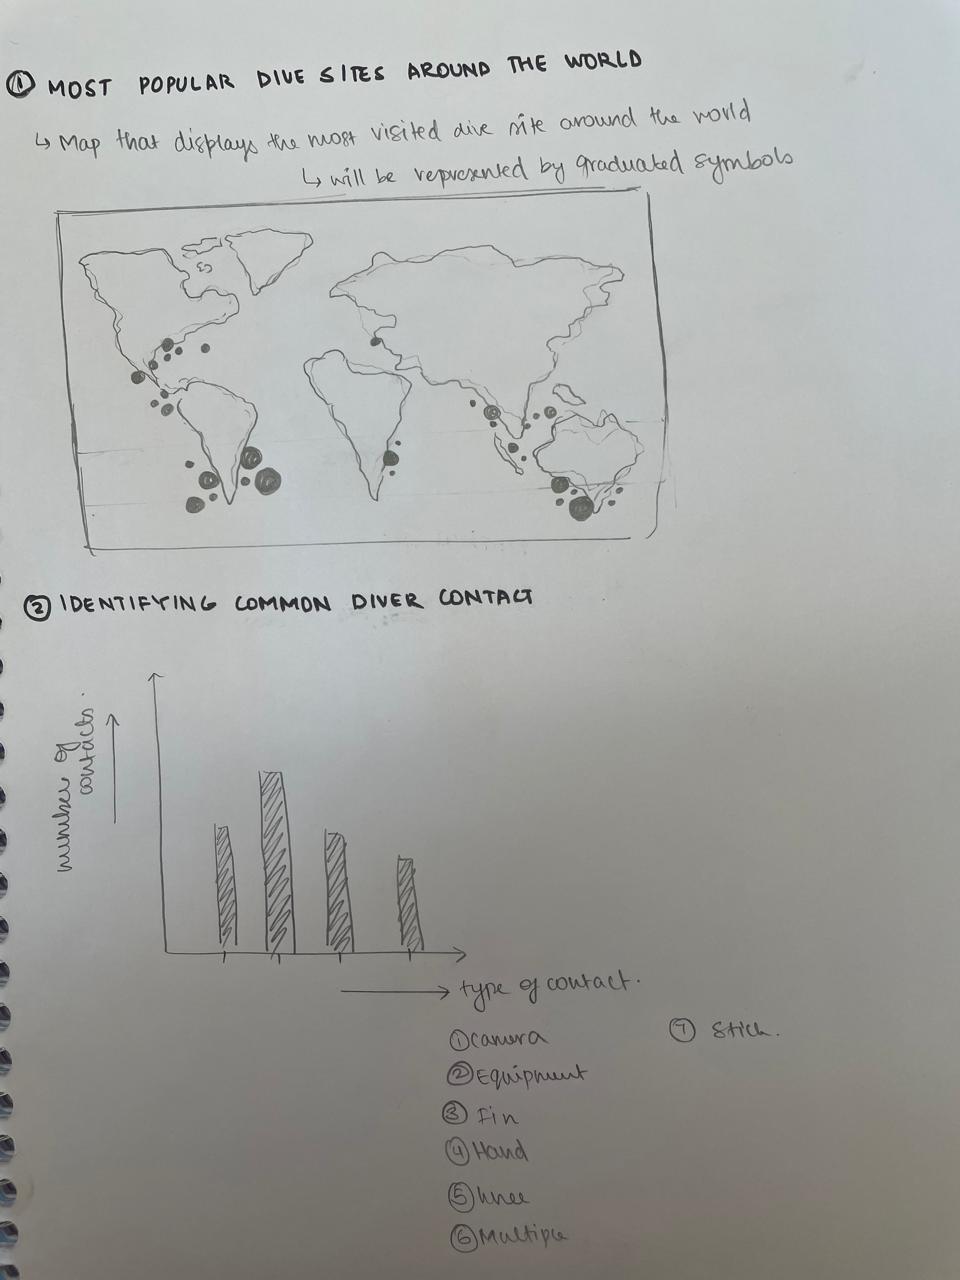 ① MOST POPULAR DIVE SITES AROUND THE WORLD
↳ Map that displays the most visited dive site around the world
↳ will be represented by graduated symbols
② IDENTIFYING COMMON DIVER CONTACT
number of
contacts.
type of contact.
① Camera
② Equipment
③ Fin
④ Hand
⑤ knee
⑥ Multiple
⑦ Stick.